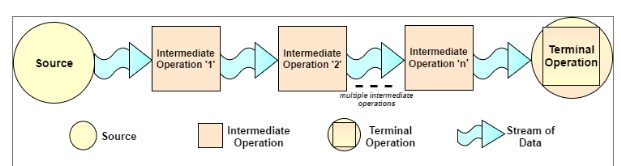 Source
Intermediate
Operation '1'
Intermediate
Operation '2'
Intermediate
Operation 'n'
Terminal
Operation
multiple intermediate
operations
Source
Intermediate
Operation
Terminal
Operation
Stream of
Data